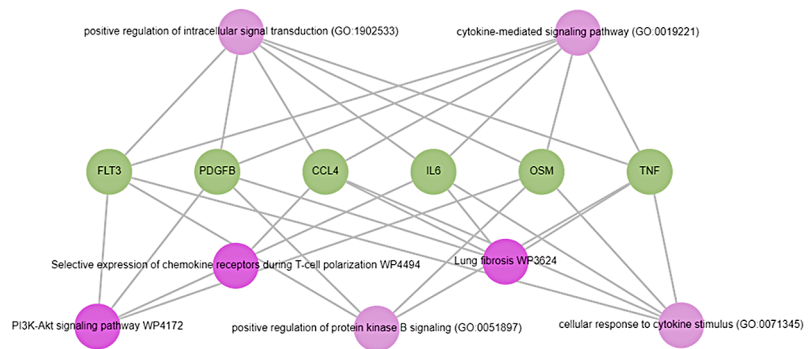 positive regulation of intracellular signal transduction (GO:1902533)
cytokine-mediated signaling pathway (GO:0019221)
FLT3
PDGFB
CCL4
IL6
OSM
TNF
Selective expression of chemokine receptors during T-cell polarization WP4494
Lung fibrosis WP3624
PI3K-Akt signaling pathway WP4172
positive regulation of protein kinase B signaling (GO:0051897)
cellular response to cytokine stimulus (GO:0071345)